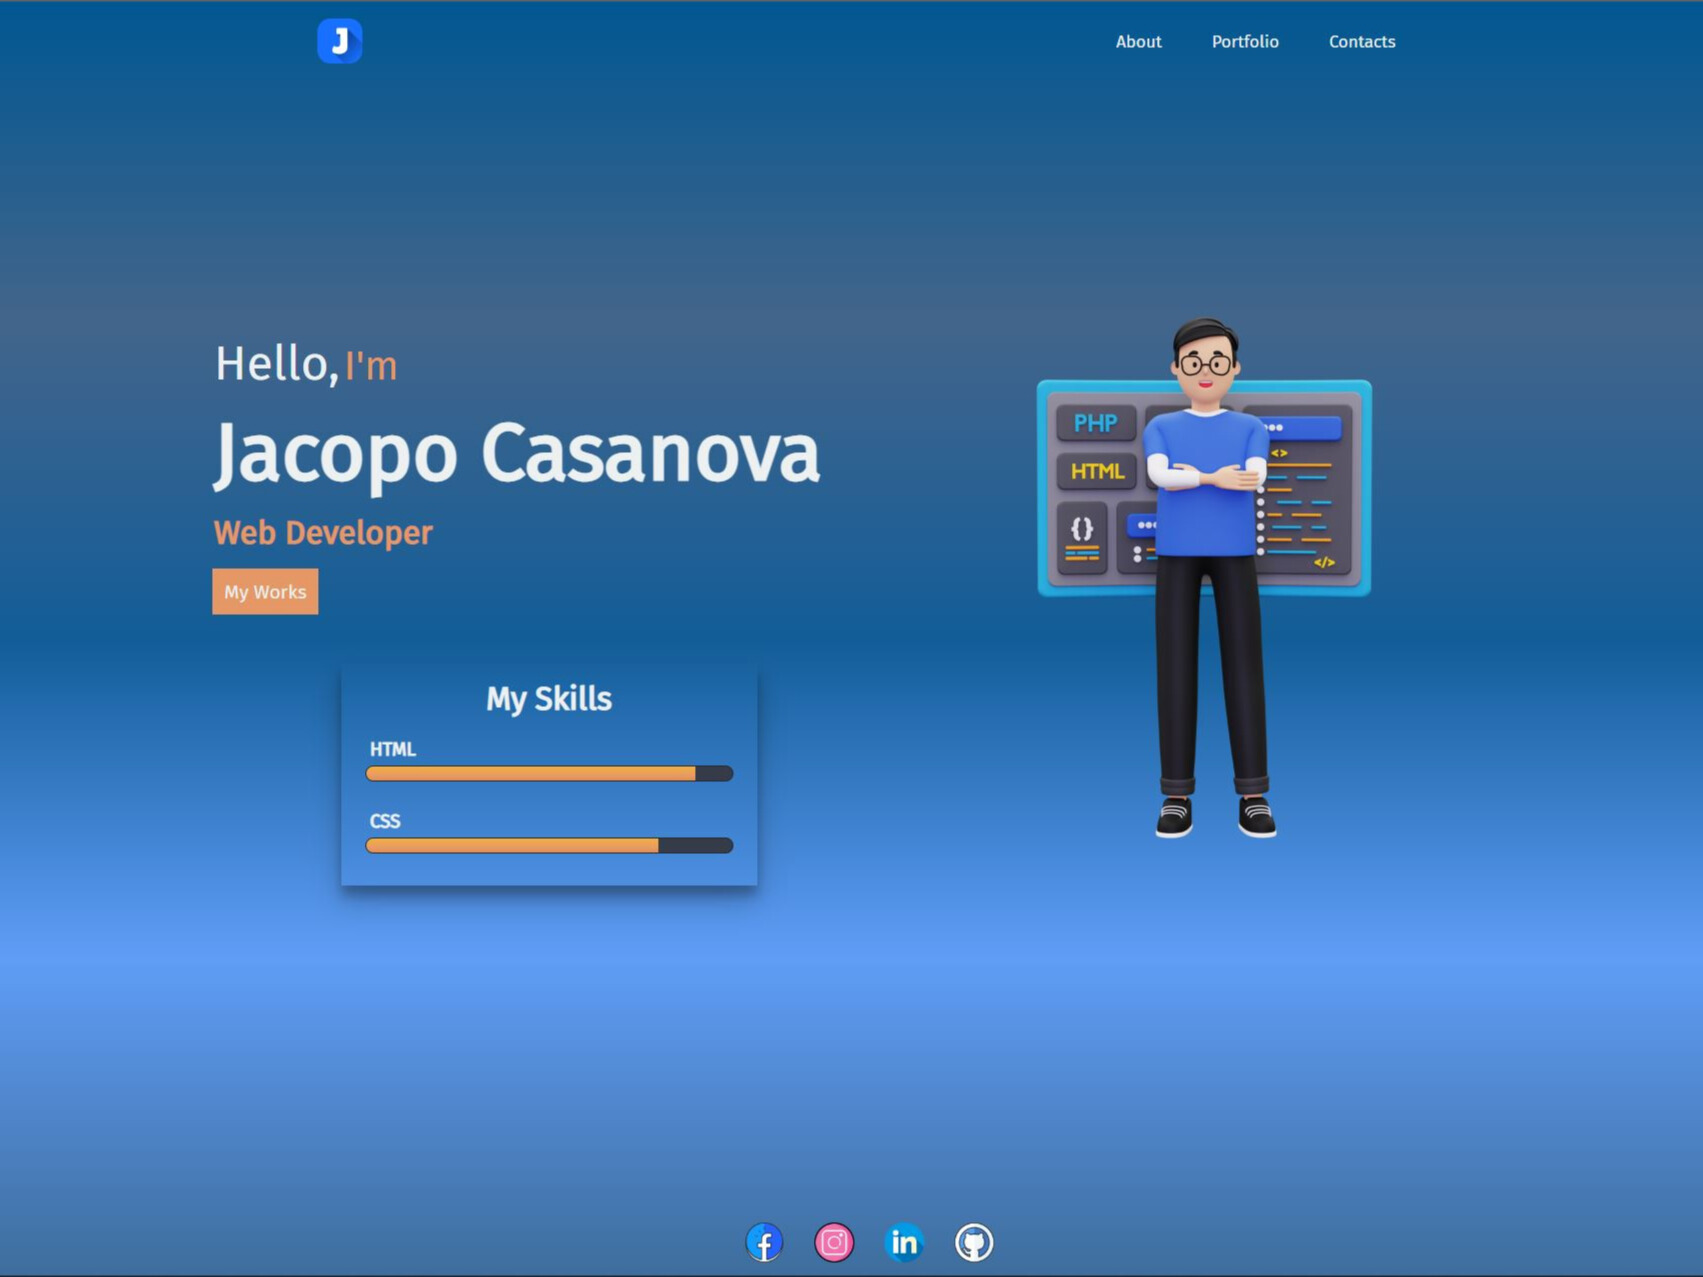 J
About Portfolio Contacts
Hello, I'm
Jacopo Casanova
Web Developer
My Works
PHP
HTML
{}
<>
</>
My Skills
HTML
CSS
f
in